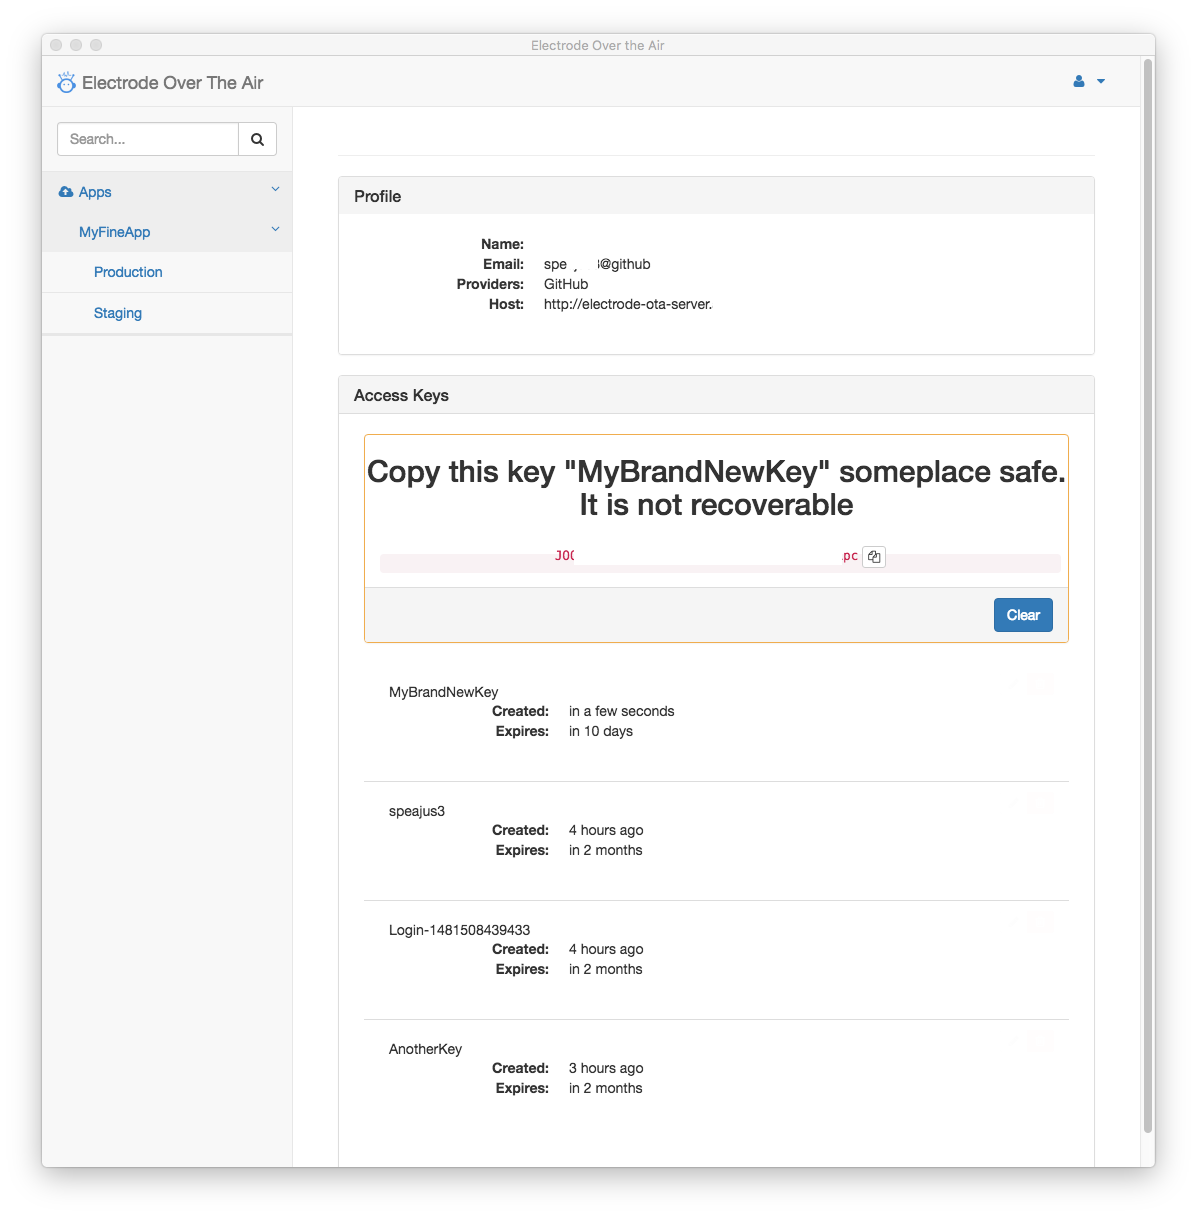 Electrode Over the Air
Electrode Over The Air
Search...
Apps
MyFineApp
Production
Staging
Profile
Name:
Email: spe @github
Providers: GitHub
Host: http://electrode-ota-server.
Access Keys
Copy this key "MyBrandNewKey" someplace safe.
It is not recoverable
pc
Clear
MyBrandNewKey
Created: in a few seconds
Expires: in 10 days
speajus3
Created: 4 hours ago
Expires: in 2 months
Login-1481508439433
Created: 4 hours ago
Expires: in 2 months
AnotherKey
Created: 3 hours ago
Expires: in 2 months